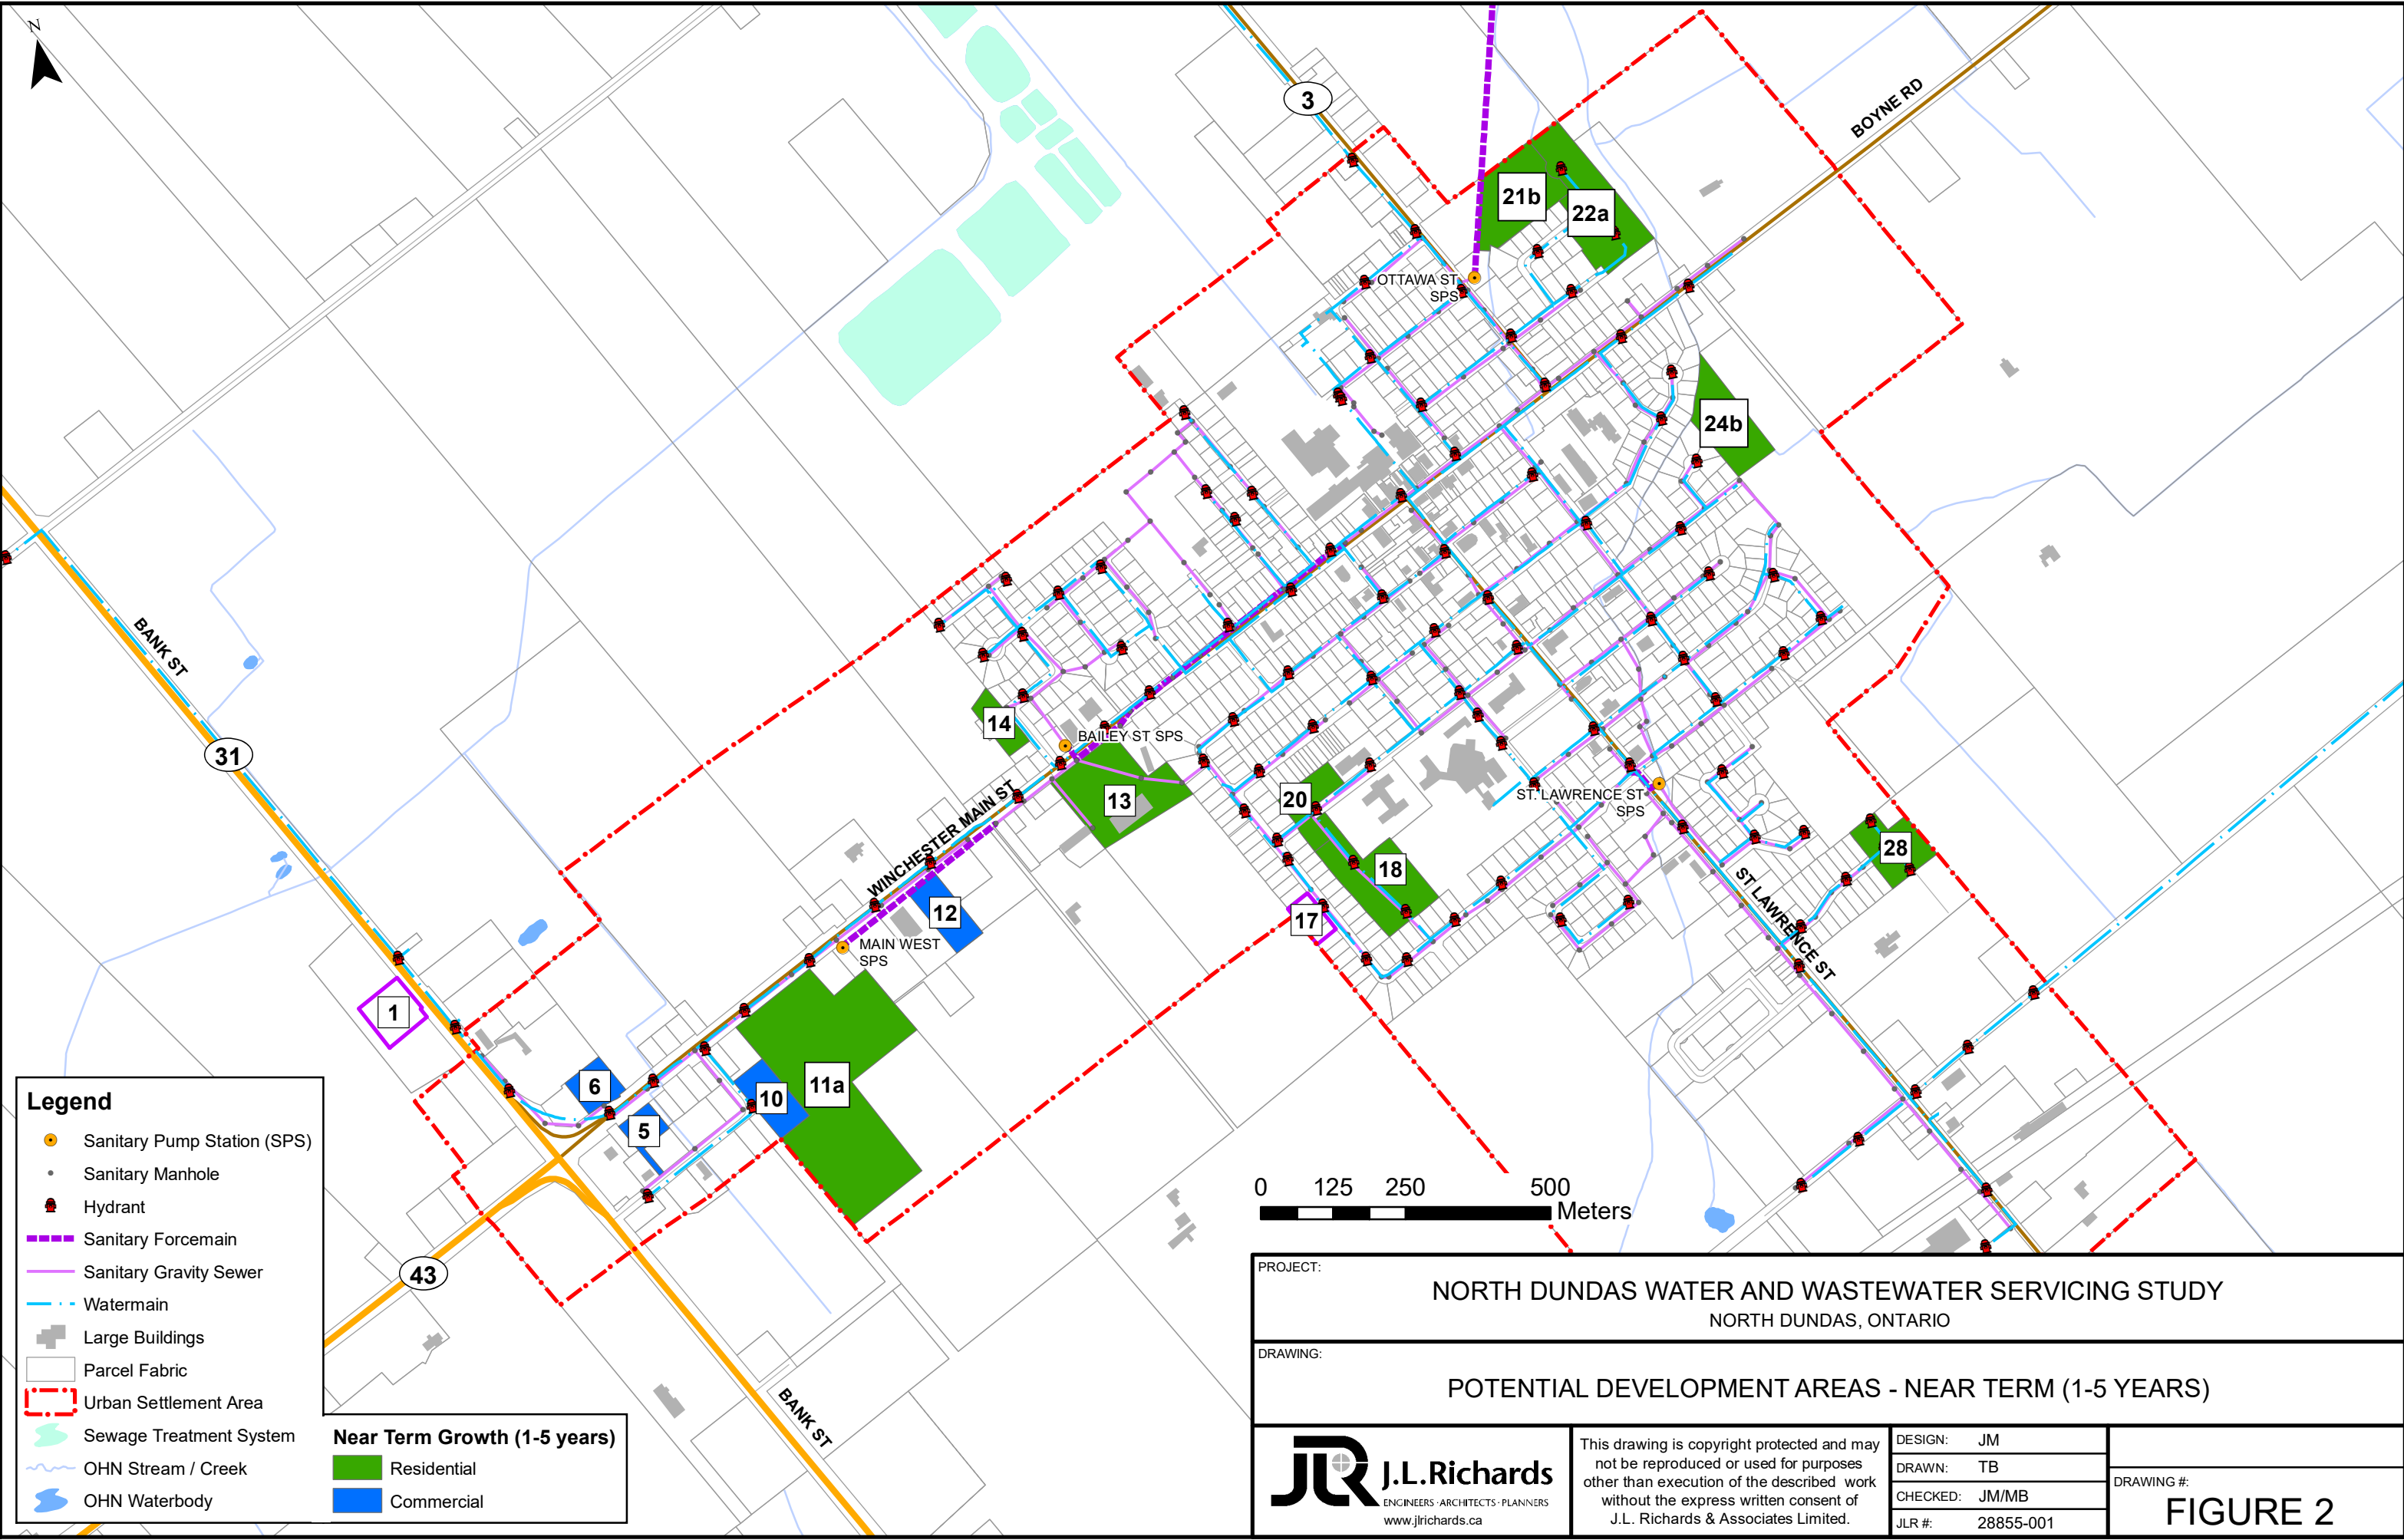 N
3
BOYNE RD
21b
22a
OTTAWA ST
SPS
24b
BANK ST
31
14
BAILEY ST SPS
13
20
ST. LAWRENCE ST
SPS
WINCHESTER MAIN ST
18
28
12
17
ST LAWRENCE ST
MAIN WEST
SPS
1
6
11a
10
5
43
BANK ST
0 125 250 500
Meters
Legend
Sanitary Pump Station (SPS)
Sanitary Manhole
Hydrant
Sanitary Forcemain
Sanitary Gravity Sewer
Watermain
Large Buildings
Parcel Fabric
Urban Settlement Area
Sewage Treatment System
OHN Stream / Creek
OHN Waterbody
Near Term Growth (1-5 years)
Residential
Commercial
PROJECT:
NORTH DUNDAS WATER AND WASTEWATER SERVICING STUDY
NORTH DUNDAS, ONTARIO
DRAWING:
POTENTIAL DEVELOPMENT AREAS - NEAR TERM (1-5 YEARS)
JLR J.L.Richards
ENGINEERS · ARCHITECTS · PLANNERS
www.jlrichards.ca
This drawing is copyright protected and may
not be reproduced or used for purposes
other than execution of the described work
without the express written consent of
J.L. Richards & Associates Limited.
DESIGN: JM
DRAWN: TB
CHECKED: JM/MB
JLR #: 28855-001
DRAWING #:
FIGURE 2